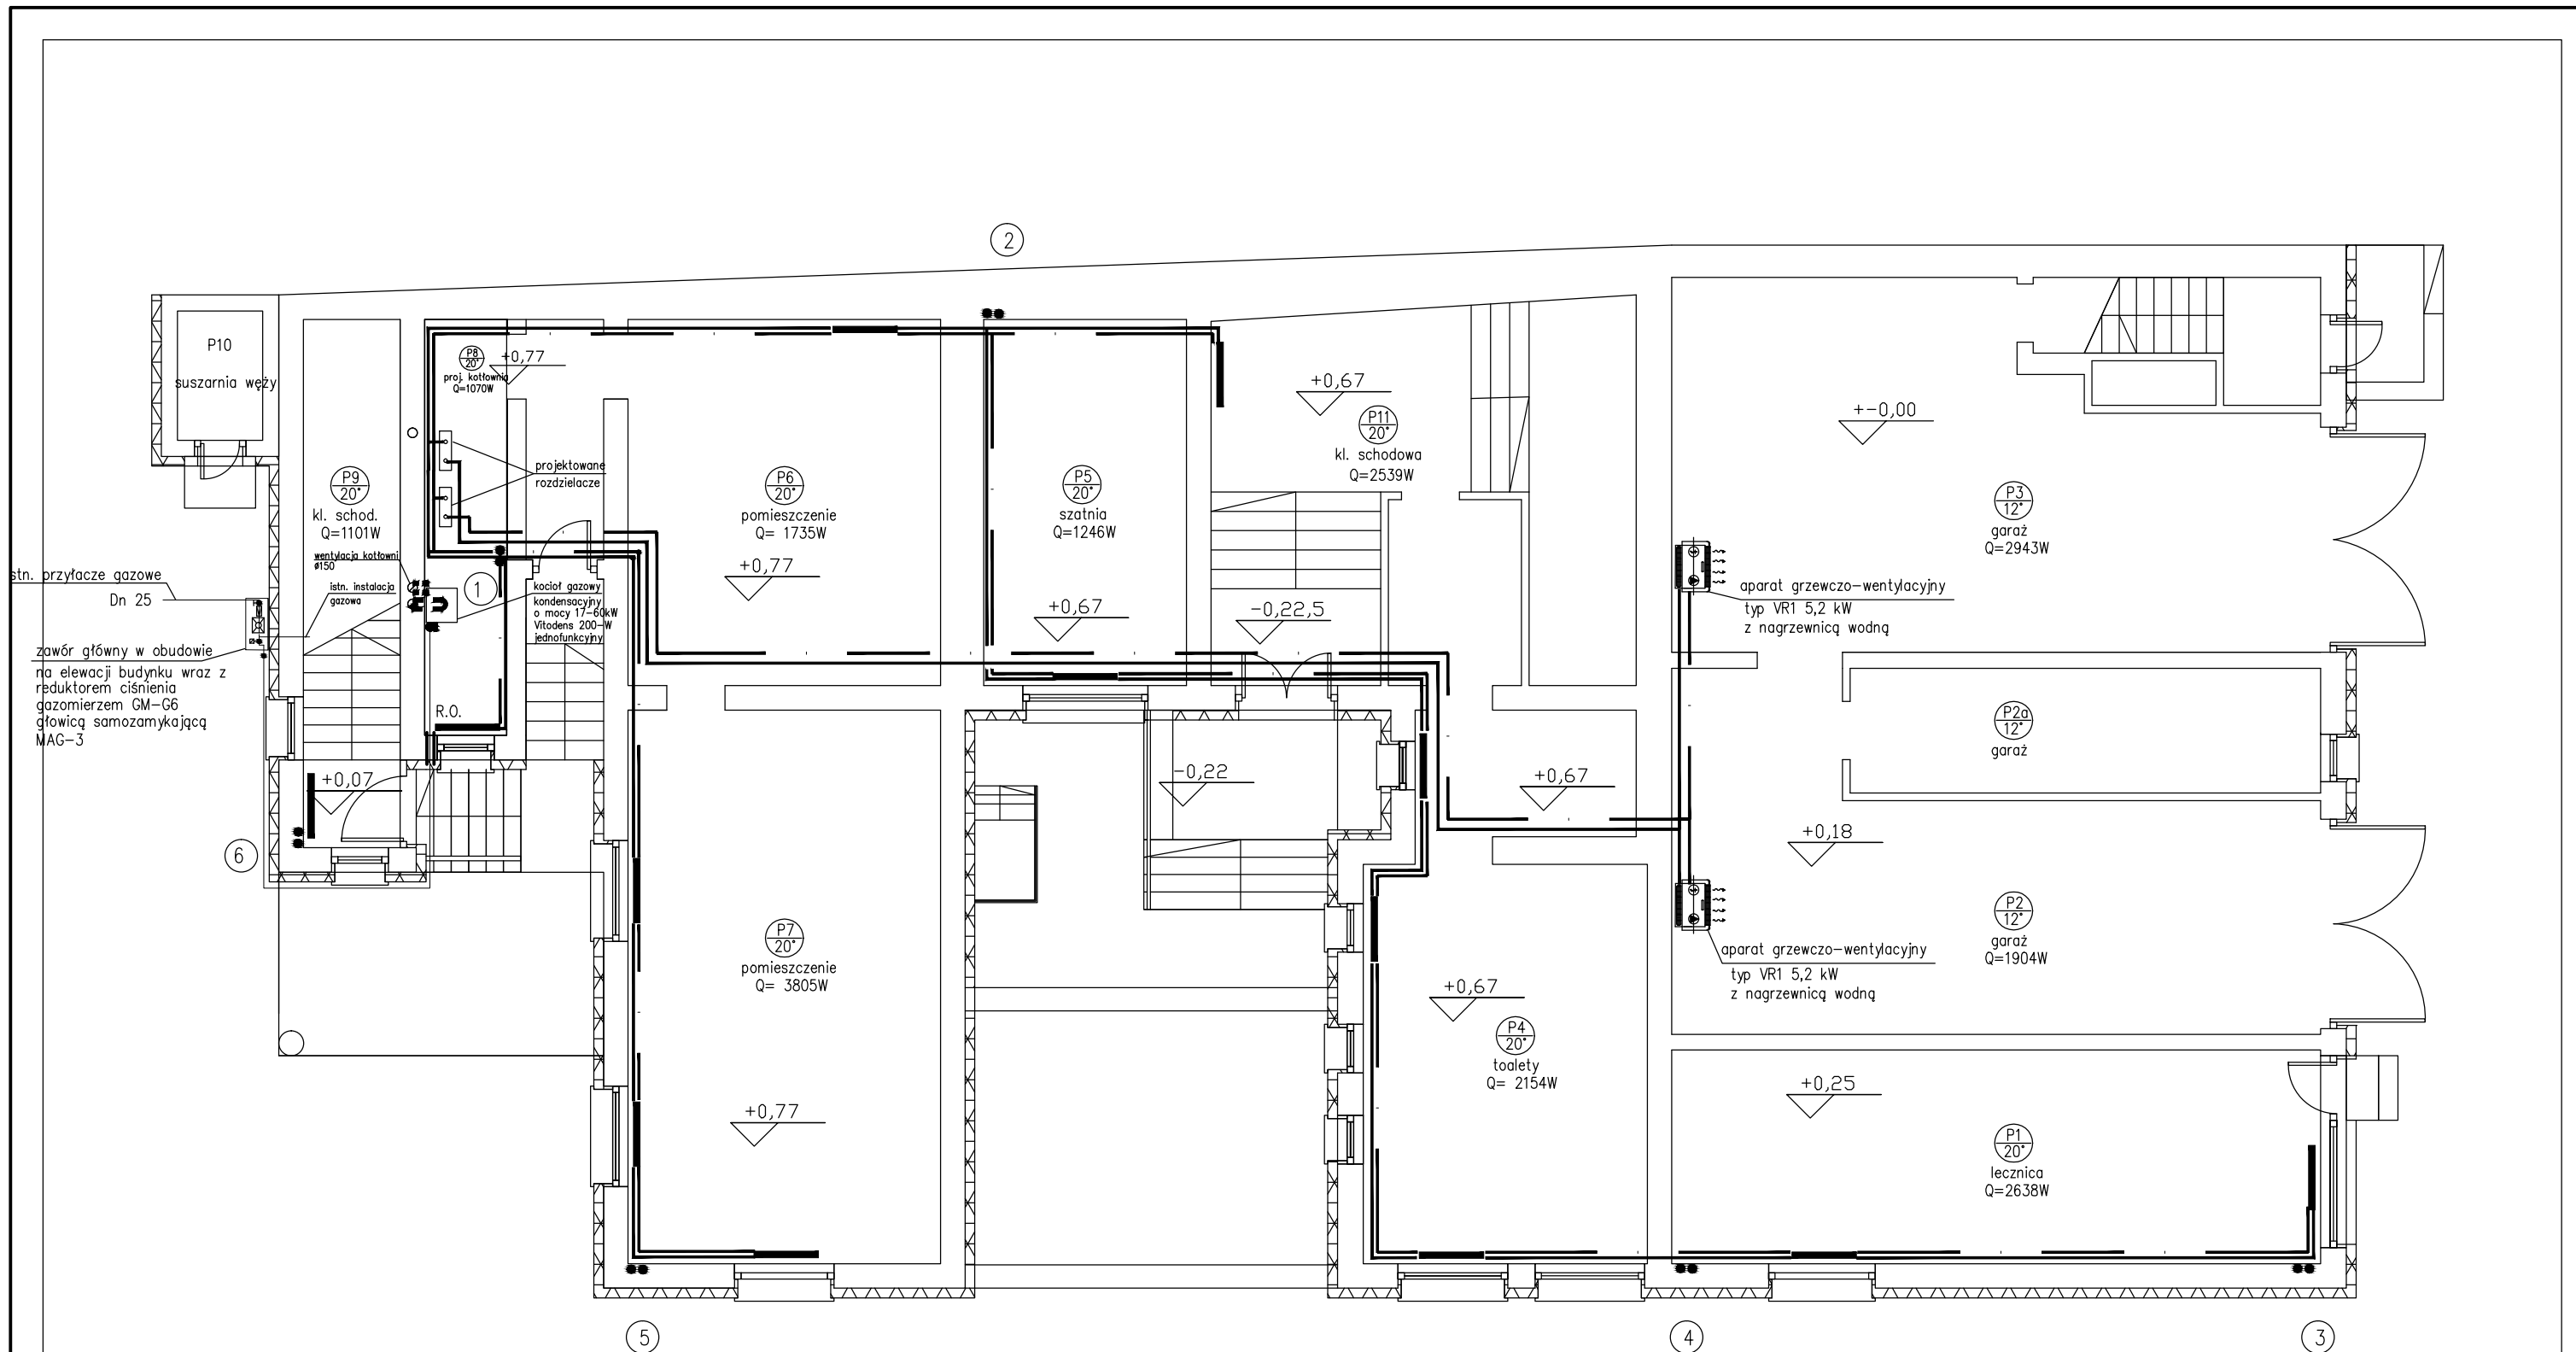 2
P10
suszarnia węży
P8
20°
proj. kotłownia
Q=1070W
+0,77
projektowane
rozdzielacze
P9
20°
kl. schod.
Q=1101W
wentylacja kotłowni
ø150
istn. instalacja
gazowa
stn. przyłacze gazowe
Dn 25
zawór główny w obudowie
na elewacji budynku wraz z
reduktorem ciśnienia
gazomierzem GM-G6
głowicą samozamykającą
MAG-3
1
kocioł gazowy
kondensacyjny
o mocy 17-60kW
Vitodens 200-W
jednofunkcyjny
R.O.
+0,07
6
P6
20°
pomieszczenie
Q= 1735W
+0,77
P5
20°
szatnia
Q=1246W
+0,67
+0,67
P11
20°
kl. schodowa
Q=2539W
-0,22,5
-0,22
+0,67
+-0,00
P3
12°
garaż
Q=2943W
aparat grzewczo-wentylacyjny
typ VR1 5,2 kW
z nagrzewnicą wodną
P2a
12°
garaż
+0,18
P2
12°
garaż
Q=1904W
aparat grzewczo-wentylacyjny
typ VR1 5,2 kW
z nagrzewnicą wodną
P7
20°
pomieszczenie
Q= 3805W
+0,77
+0,67
P4
20°
toalety
Q= 2154W
+0,25
P1
20°
lecznica
Q=2638W
5
4
3